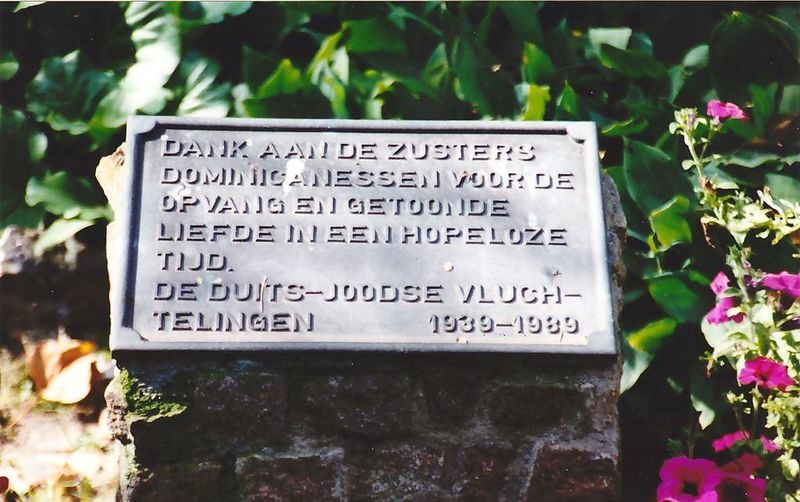 DANK AAN DE ZUSTERS
DOMINICANESSEN VOOR DE
OPVANG EN GETOONDE
LIEFDE IN EEN HOPELOZE
TIJD.
DE DUITS-JOODSE VLUCH-
TELINGEN 1939-1989